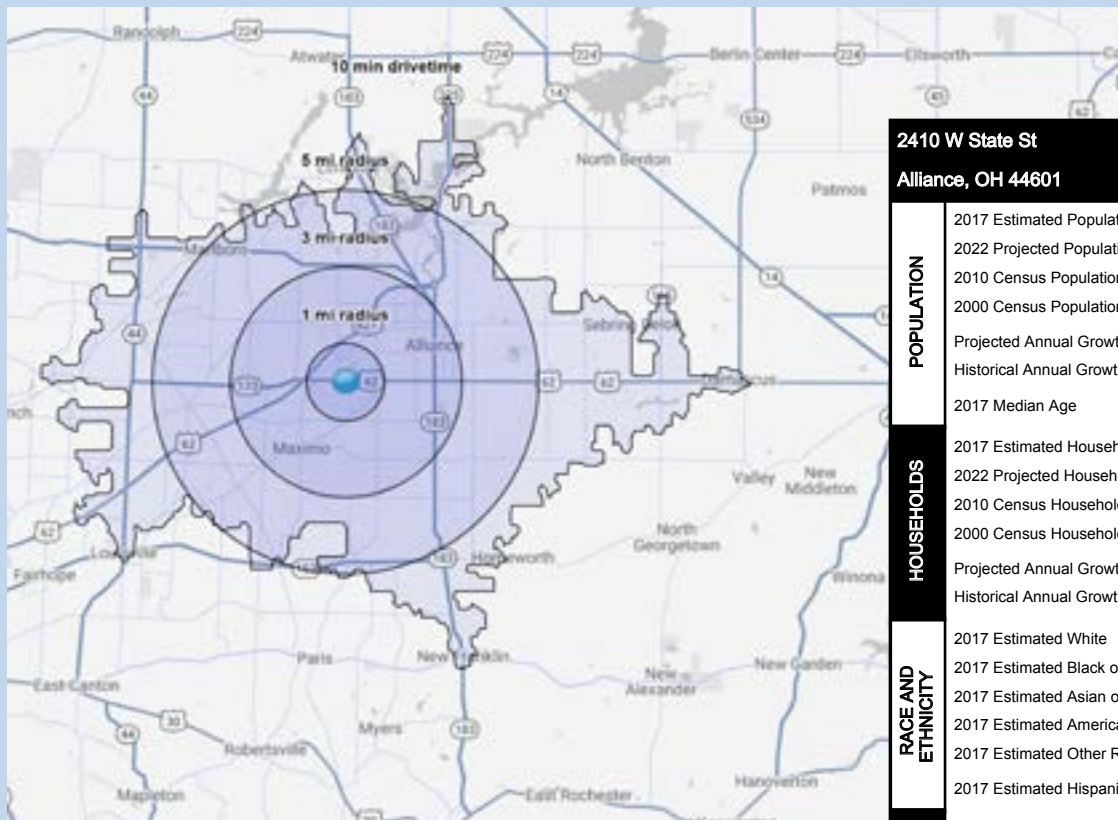 Randolph
224
Atwater
10 min drivetime
224
224
Berlin Center
224
Ellsworth
44
183
14
45
534
62
5 mi radius
North Benton
Patmos
183
3 mi radius
14
1 mi radius
44
Sebring
Beloit
Alliance
62
62
62
Damascus
183
62
Maximo
Valley
New
Middleton
62
North
Georgetown
Louisville
183
Homeworth
Fairhope
Winona
Paris
New Franklin
New Garden
New
Alexander
East Canton
30
44
Myers
183
Robertsville
Hanoverton
Mapleton
East Rochester
30
2410 W State St
Alliance, OH 44601
POPULATION
2017 Estimated Populat
2022 Projected Populati
2010 Census Population
2000 Census Population
Projected Annual Growt
Historical Annual Growt
2017 Median Age
HOUSEHOLDS
2017 Estimated Househ
2022 Projected Househ
2010 Census Househol
2000 Census Househol
Projected Annual Growt
Historical Annual Growt
RACE AND
ETHNICITY
2017 Estimated White
2017 Estimated Black o
2017 Estimated Asian o
2017 Estimated America
2017 Estimated Other R
2017 Estimated Hispani